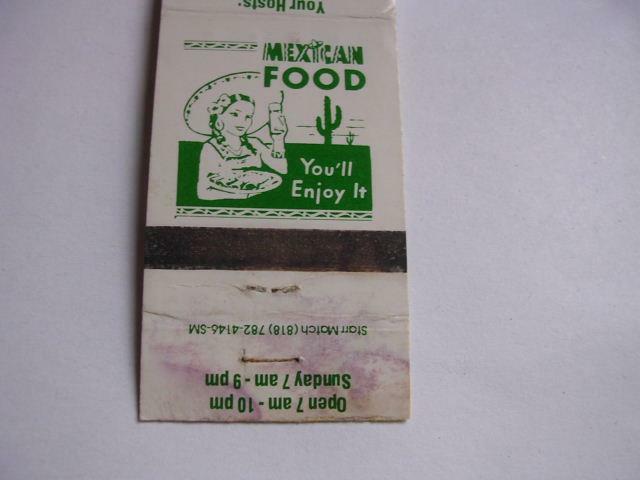 Your Hosts:
MEXICAN
FOOD
You'll
Enjoy It
Starr Match (818) 782-4146-SM
Open 7 am - 10 pm
Sunday 7 am - 9 pm